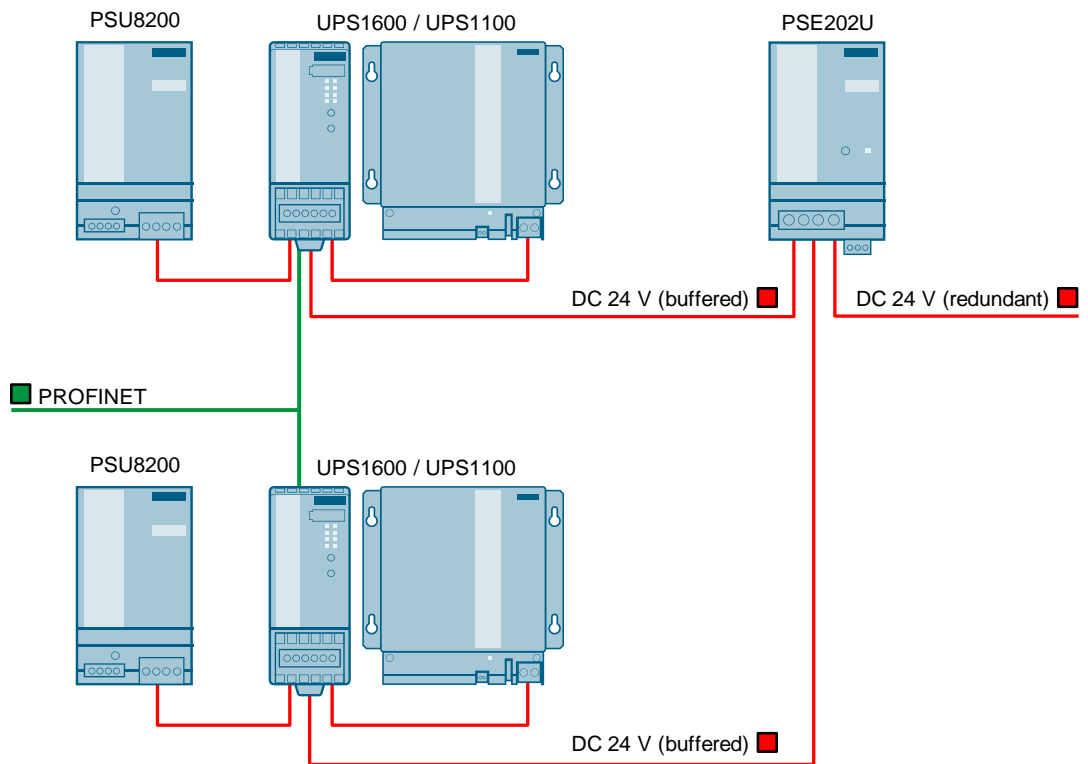 PSU8200
UPS1600 / UPS1100
PSE202U
DC 24 V (buffered)
DC 24 V (redundant)
PROFINET
PSU8200
UPS1600 / UPS1100
DC 24 V (buffered)